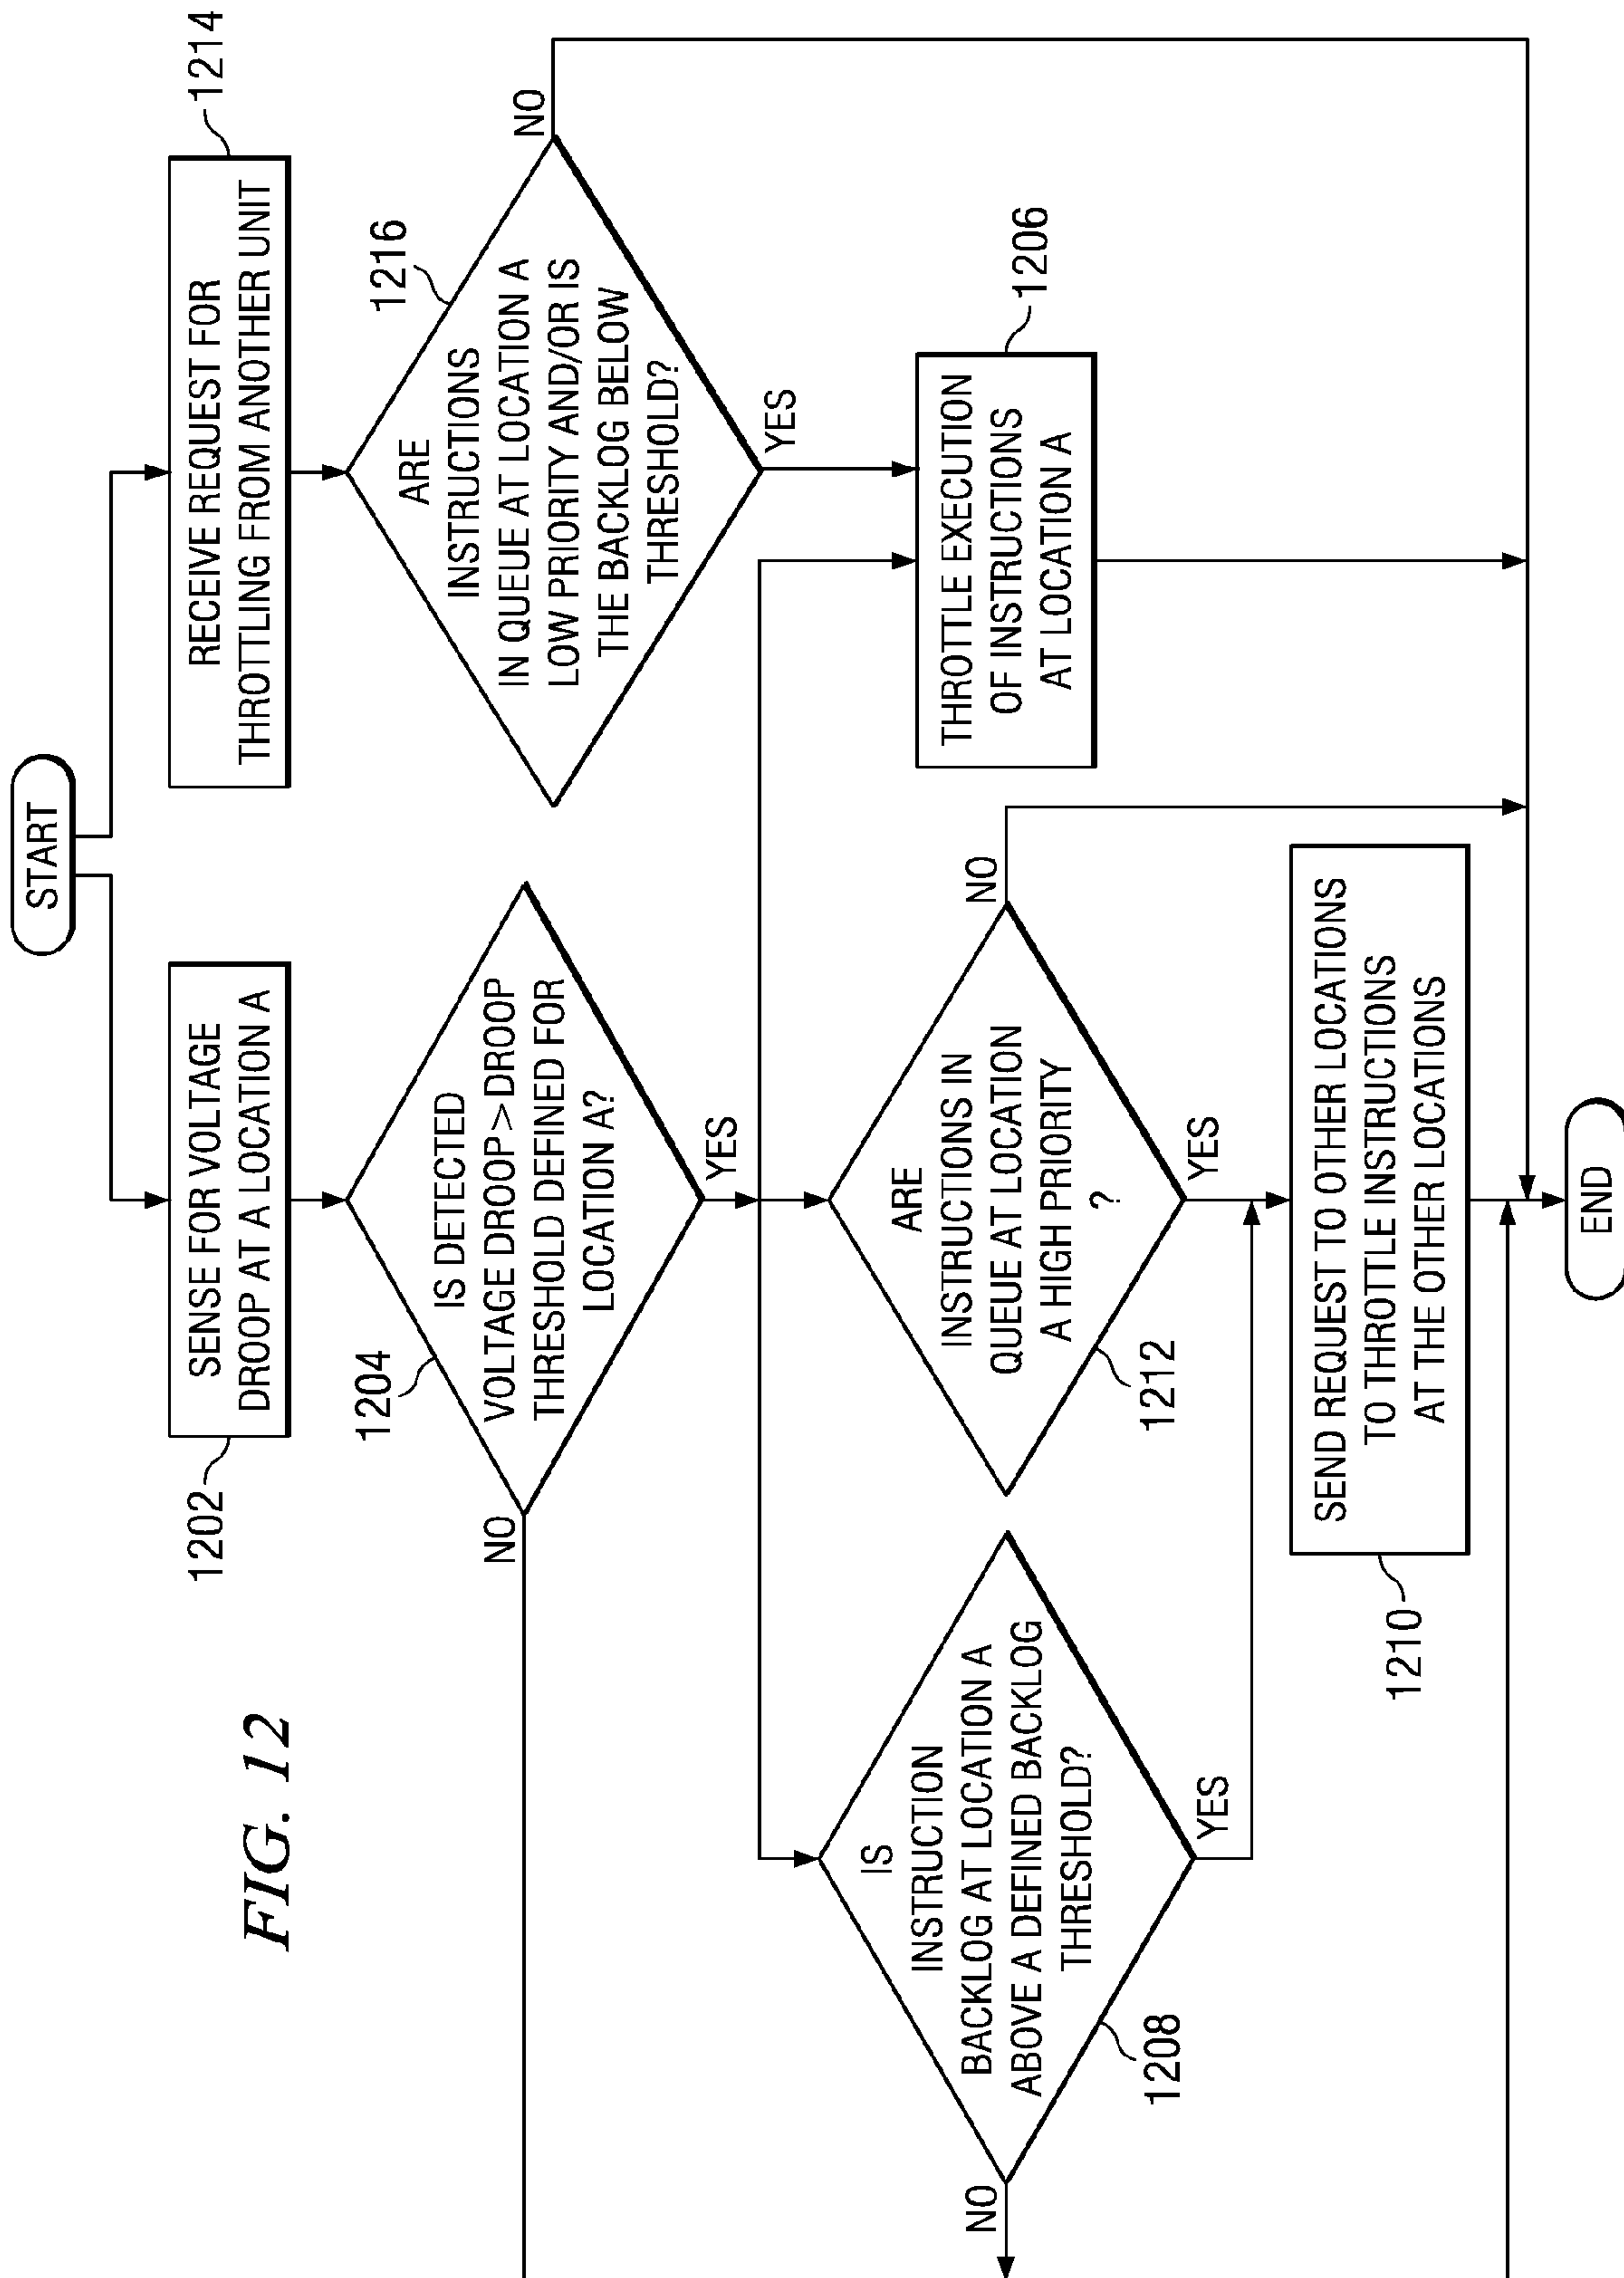 FIG. 12
START
1202
SENSE FOR VOLTAGE
DROOP AT A LOCATION A
RECEIVE REQUEST FOR
THROTTLING FROM ANOTHER UNIT
1214
1204
IS DETECTED
VOLTAGE DROOP > DROOP
THRESHOLD DEFINED FOR
LOCATION A?
NO
YES
1216
ARE
INSTRUCTIONS
IN QUEUE AT LOCATION A
LOW PRIORITY AND/OR IS
THE BACKLOG BELOW
THRESHOLD?
NO
YES
IS
INSTRUCTION
BACKLOG AT LOCATION A
ABOVE A DEFINED BACKLOG
THRESHOLD?
1208
NO
YES
ARE
INSTRUCTIONS IN
QUEUE AT LOCATION
A HIGH PRIORITY
?
1212
NO
YES
THROTTLE EXECUTION
OF INSTRUCTIONS
AT LOCATION A
1206
SEND REQUEST TO OTHER LOCATIONS
TO THROTTLE INSTRUCTIONS
AT THE OTHER LOCATIONS
1210
END